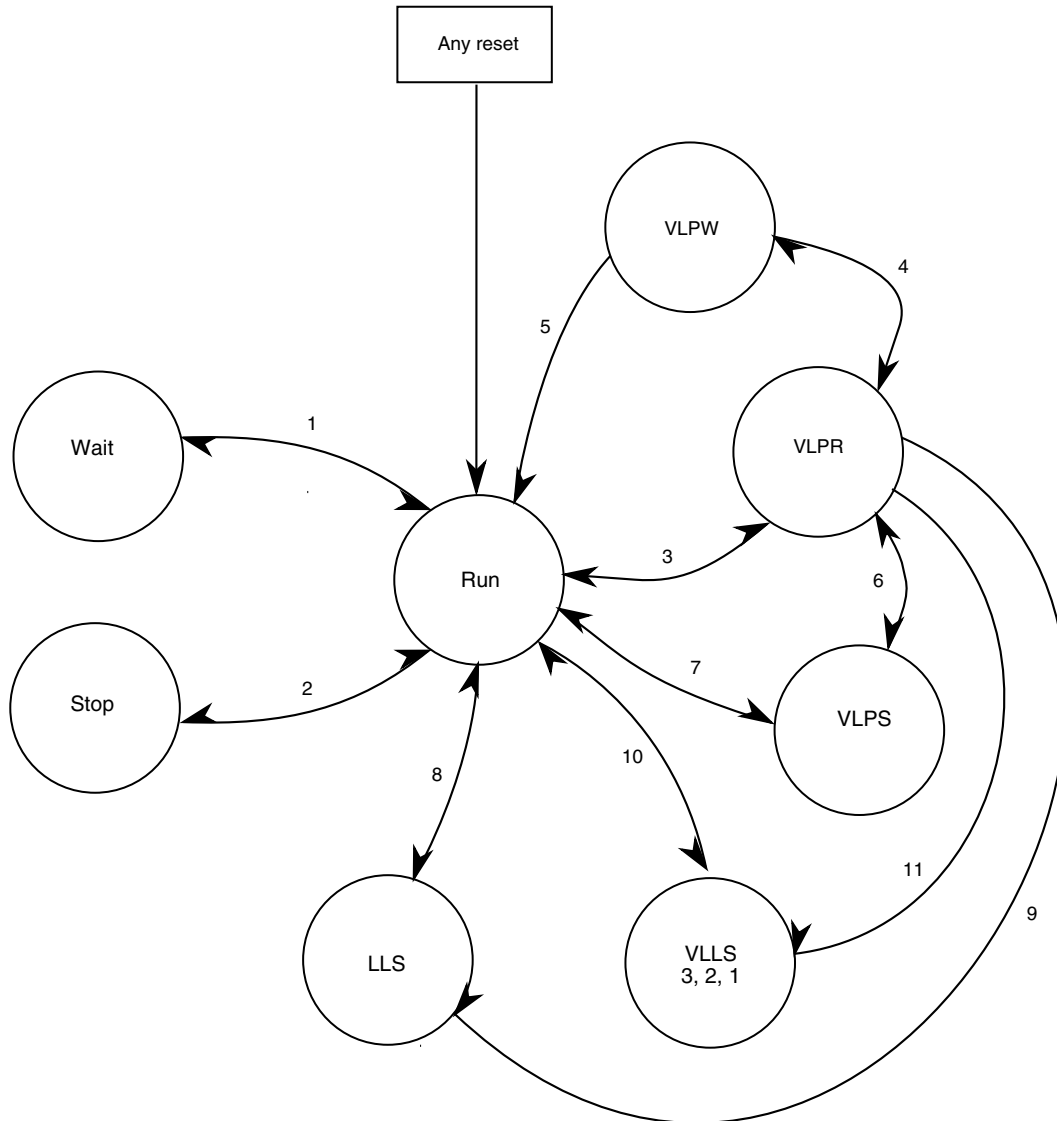 Any reset
VLPW
4
5
Wait
1
VLPR
3
Run
6
Stop
2
7
VLPS
10
8
11
9
LLS
VLLS
3, 2, 1